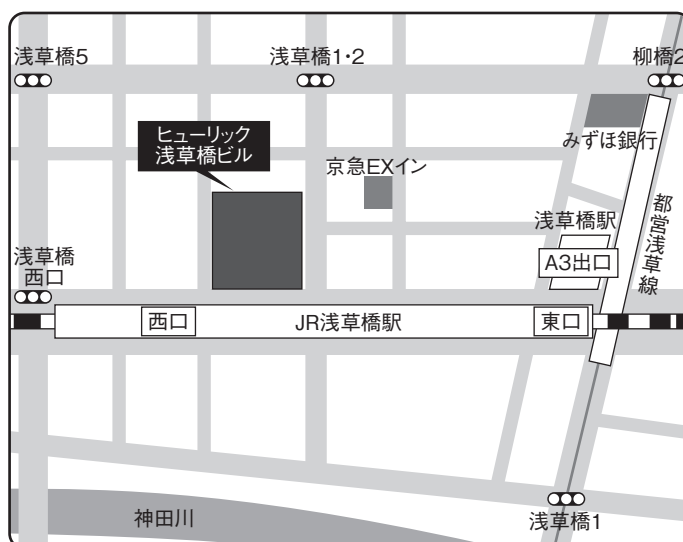 浅草橋5
浅草橋1・2
柳橋2
ヒューリック
浅草橋ビル
みずほ銀行
京急EXイン
都営浅草線
浅草橋駅
A3出口
浅草橋
西口
西口
JR浅草橋駅
東口
神田川
浅草橋1